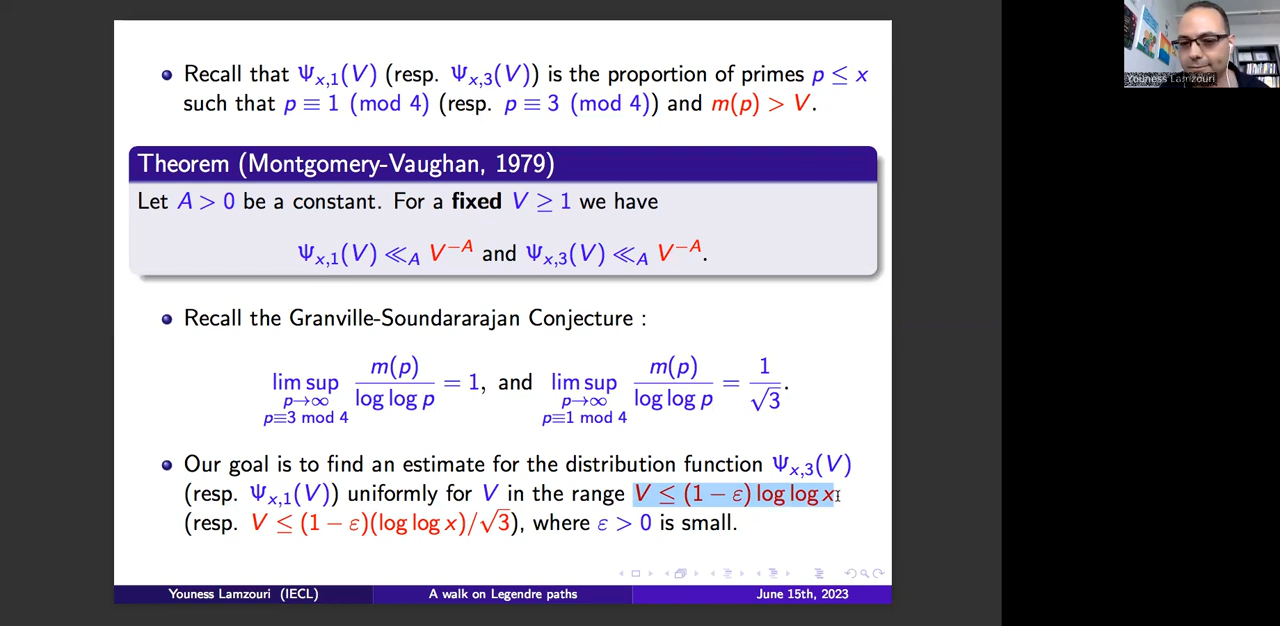 Recall that Ψ_{x,1}(V) (resp. Ψ_{x,3}(V)) is the proportion of primes p ≤ x
such that p ≡ 1 (mod 4) (resp. p ≡ 3 (mod 4)) and m(p) > V.
Theorem (Montgomery-Vaughan, 1979)
Let A > 0 be a constant. For a fixed V ≥ 1 we have
Ψ_{x,1}(V) ≪_A V^{-A} and Ψ_{x,3}(V) ≪_A V^{-A}.
Recall the Granville-Soundararajan Conjecture :
lim sup_{p→∞, p≡3 mod 4} m(p)/log log p = 1, and lim sup_{p→∞, p≡1 mod 4} m(p)/log log p = 1/√3.
Our goal is to find an estimate for the distribution function Ψ_{x,3}(V)
(resp. Ψ_{x,1}(V)) uniformly for V in the range V ≤ (1 − ε) log log x
(resp. V ≤ (1 − ε)(log log x)/√3), where ε > 0 is small.
Youness Lamzouri (IECL) A walk on Legendre paths June 15th, 2023
Youness Lamzouri